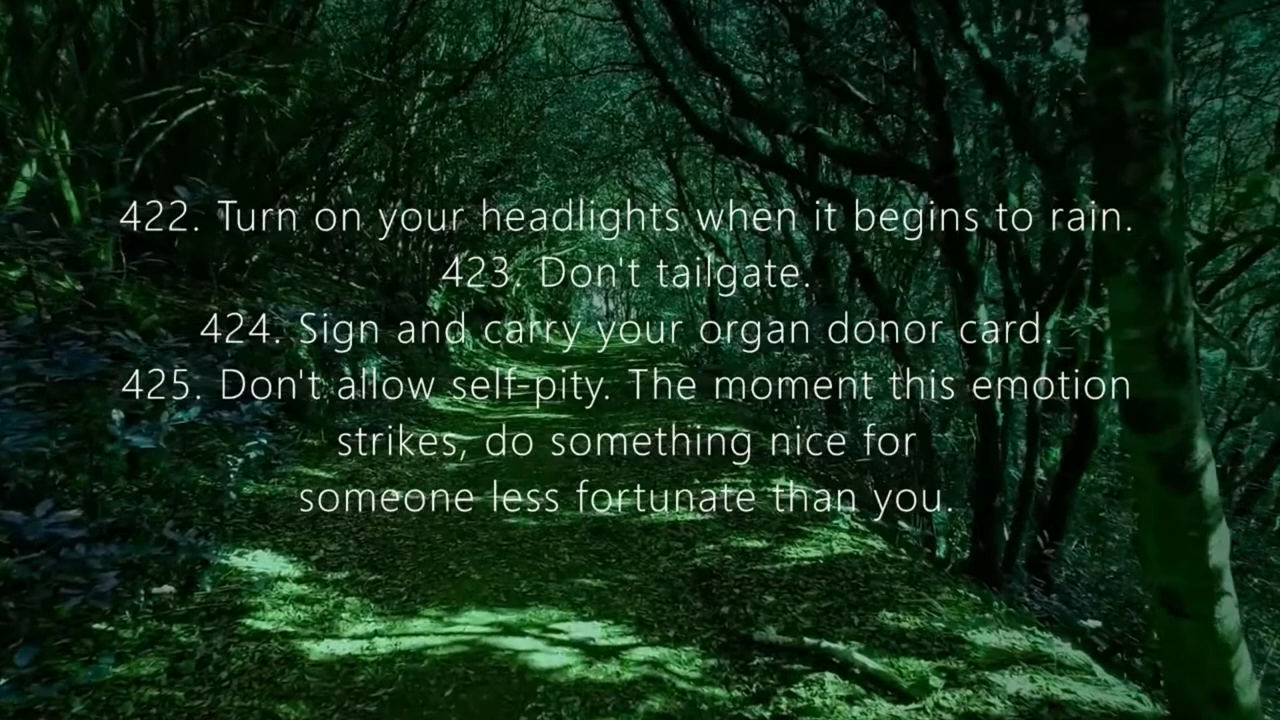 422. Turn on your headlights when it begins to rain.
423. Don't tailgate.
424. Sign and carry your organ donor card.
425. Don't allow self-pity. The moment this emotion
strikes, do something nice for
someone less fortunate than you.